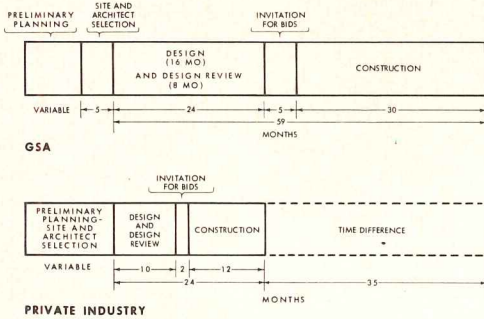 PRELIMINARY
PLANNING
SITE AND
ARCHITECT
SELECTION
INVITATION
FOR BIDS
DESIGN
(16 MO)
AND DESIGN REVIEW
(8 MO)
CONSTRUCTION
VARIABLE
5
24
5
30
59
MONTHS
GSA
INVITATION
FOR BIDS
PRELIMINARY
PLANNING-
SITE AND
ARCHITECT
SELECTION
DESIGN
AND
DESIGN
REVIEW
CONSTRUCTION
TIME DIFFERENCE
VARIABLE
10
2
12
24
35
MONTHS
PRIVATE INDUSTRY